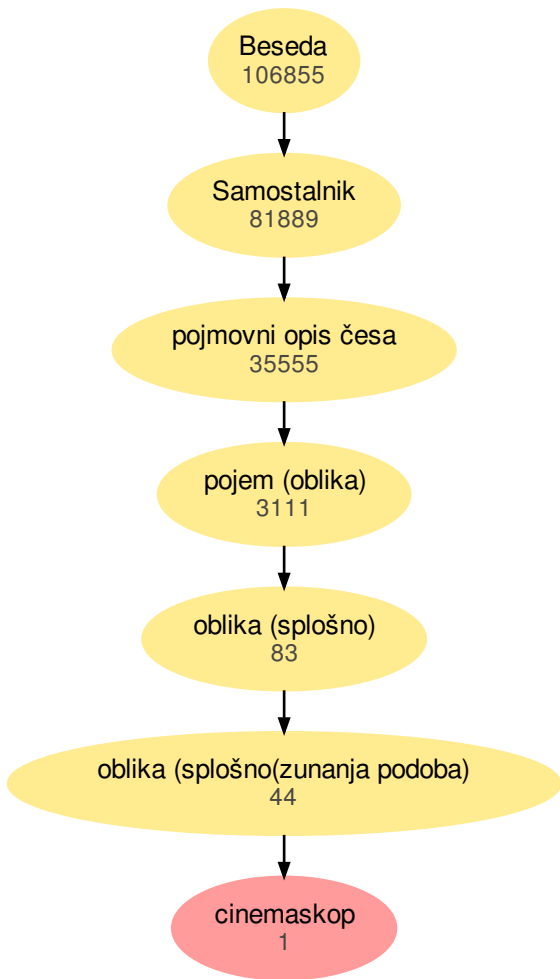 Beseda
106855
Samostalnik
81889
pojmovni opis česa
35555
pojem (oblika)
3111
oblika (splošno)
83
oblika (splošno(zunanja podoba)
44
cinemaskop
1